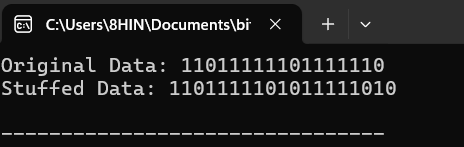 C:\Users\8HIN\Documents\bi
Original Data: 11011111101111110
Stuffed Data: 1101111101011111010
--------------------------------